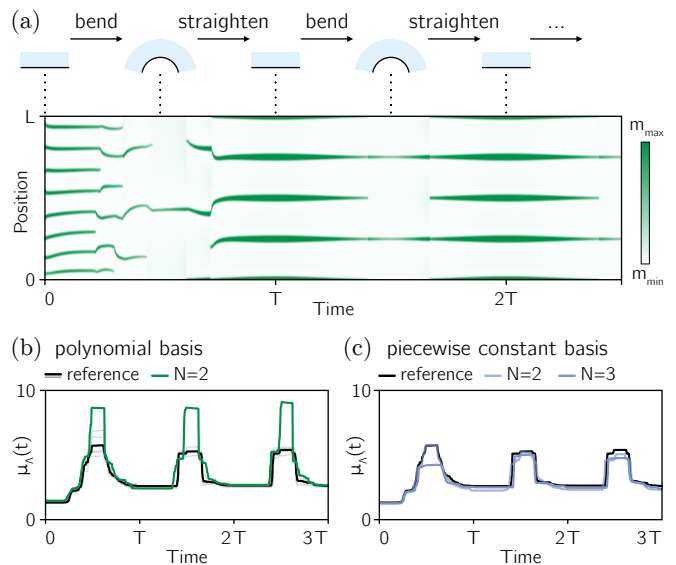 (a) bend straighten bend straighten ...
L
m_max
Position
m_min
0
0 T 2T
Time
(b) polynomial basis
reference N=2
10
μ_Λ(t)
0
0 T 2T 3T
Time
(c) piecewise constant basis
reference N=2 N=3
10
μ_Λ(t)
0
0 T 2T 3T
Time